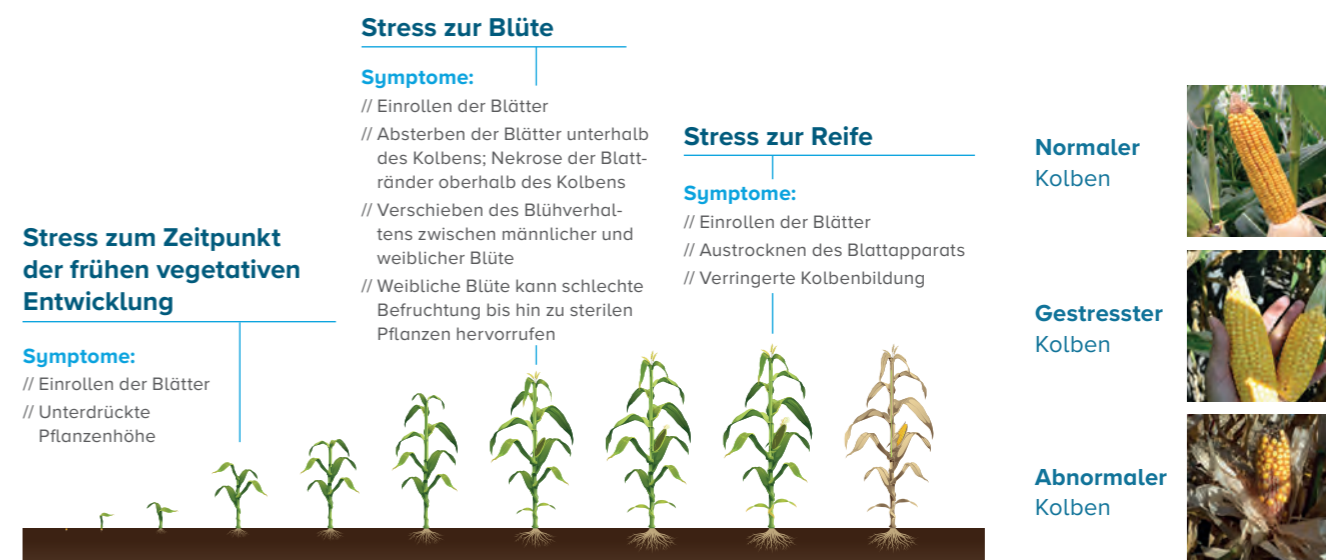 Stress zur Blüte
Symptome:
// Einrollen der Blätter
// Absterben der Blätter unterhalb
des Kolbens; Nekrose der Blatt-
ränder oberhalb des Kolbens
// Verschieben des Blühverhal-
tens zwischen männlicher und
weiblicher Blüte
// Weibliche Blüte kann schlechte
Befruchtung bis hin zu sterilen
Pflanzen hervorrufen
Stress zur Reife
Symptome:
// Einrollen der Blätter
// Austrocknen des Blattapparats
// Verringerte Kolbenbildung
Stress zum Zeitpunkt
der frühen vegetativen
Entwicklung
Symptome:
// Einrollen der Blätter
// Unterdrückte
Pflanzenhöhe
Normaler
Kolben
Gestresster
Kolben
Abnormaler
Kolben